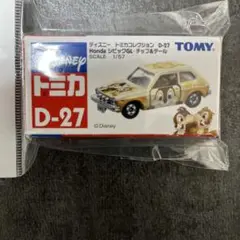 DISNEY
トミカ
D-27
ディズニー トミカコレクション D-27
Honda シビックGL チップ&デール
SCALE 1/57
TOMY
© Disney